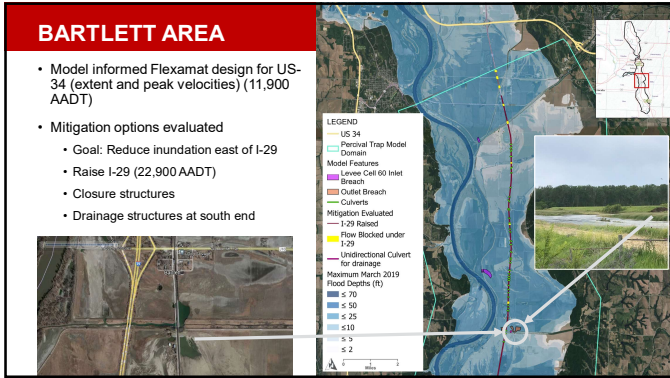 BARTLETT AREA
• Model informed Flexamat design for US-
34 (extent and peak velocities) (11,900
AADT)
• Mitigation options evaluated
• Goal: Reduce inundation east of I-29
• Raise I-29 (22,900 AADT)
• Closure structures
• Drainage structures at south end
LEGEND
US 34
Percival Trap Model
Domain
Model Features
Levee Cell 60 Inlet
Breach
Outlet Breach
Culverts
Mitigation Evaluated
I-29 Raised
Flow Blocked under
I-29
Unidirectional Culvert
for drainage
Maximum March 2019
Flood Depths (ft)
≤ 70
≤ 50
≤ 25
≤10
≤ 5
≤ 2
Miles